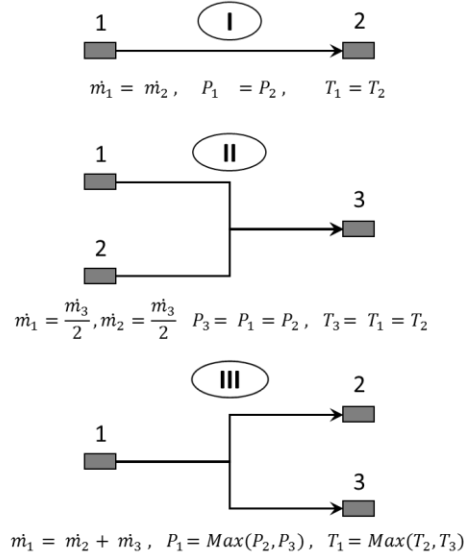 I
1 2
ṁ₁ = ṁ₂ , P₁ = P₂ , T₁ = T₂
II
1
3
2
ṁ₁ = ṁ₃/2 , ṁ₂ = ṁ₃/2 P₃ = P₁ = P₂ , T₃ = T₁ = T₂
III
2
1
3
ṁ₁ = ṁ₂ + ṁ₃ , P₁ = Max(P₂, P₃) , T₁ = Max(T₂, T₃)